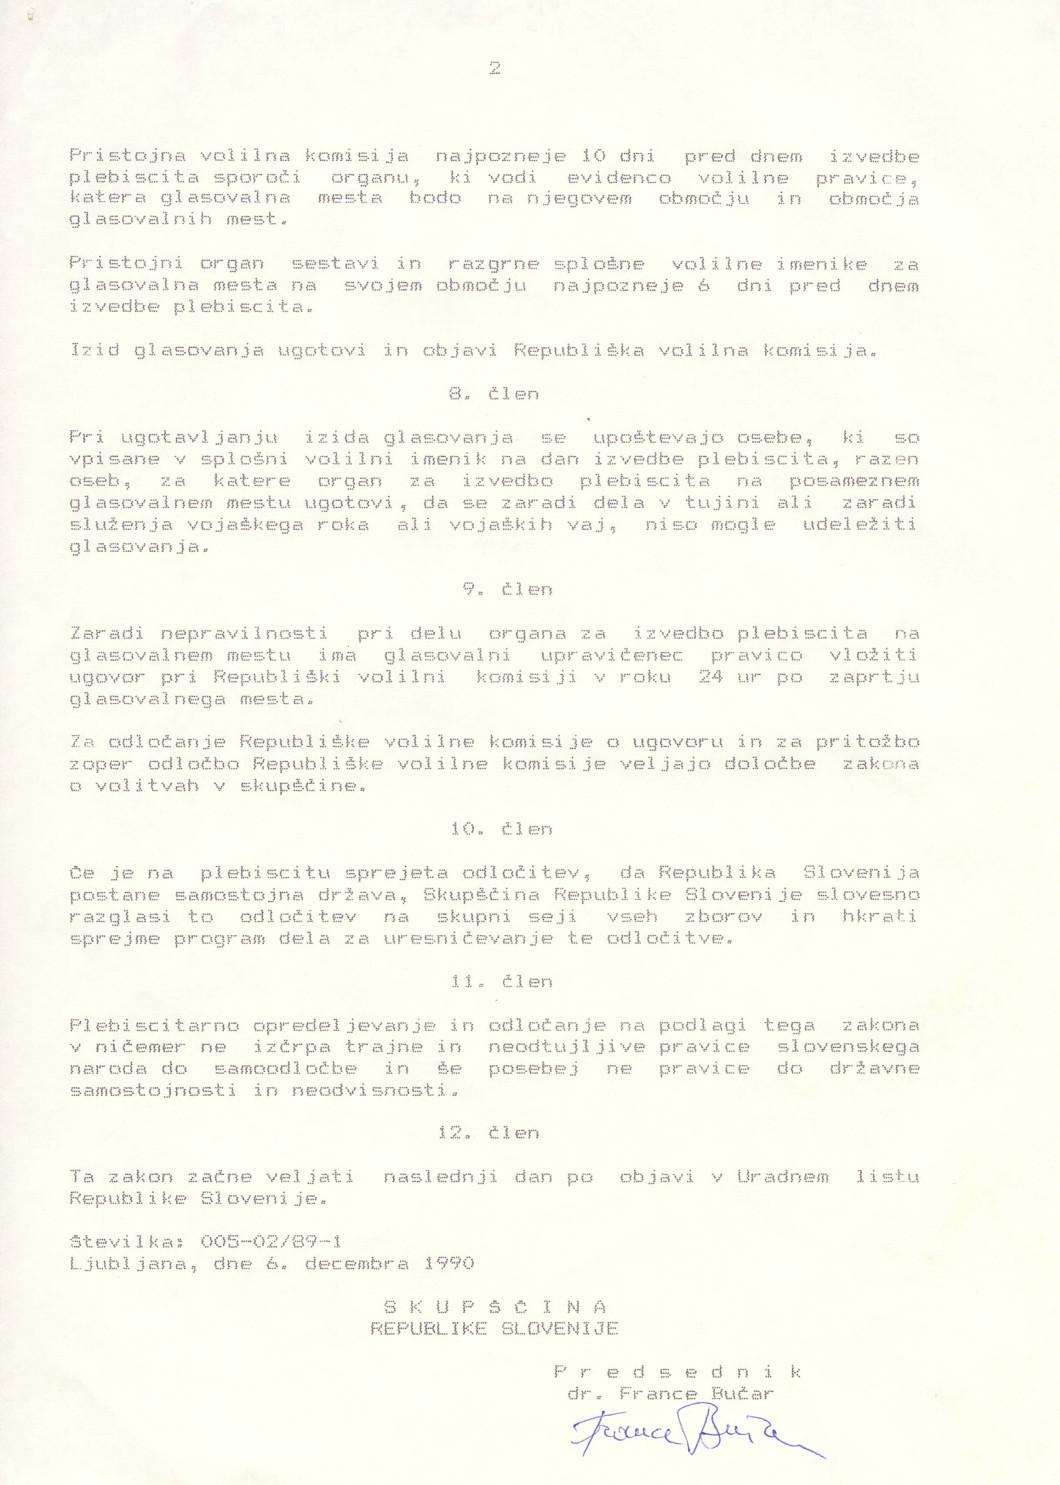 2
Pristojna volilna komisija najpozneje 10 dni pred dnem izvedbe
plebiscita sporoči organu, ki vodi evidenco volilne pravice,
katera glasovalna mesta bodo na njegovem območju in območja
glasovalnih mest.
Pristojni organ sestavi in razgrne splošne volilne imenike za
glasovalna mesta na svojem območju najpozneje 6 dni pred dnem
izvedbe plebiscita.
Izid glasovanja ugotovi in objavi Republiška volilna komisija.
8. člen
Pri ugotavljanju izida glasovanja se upoštevajo osebe, ki so
vpisane v splošni volilni imenik na dan izvedbe plebiscita, razen
oseb, za katere organ za izvedbo plebiscita na posameznem
glasovalnem mestu ugotovi, da se zaradi dela v tujini ali zaradi
služenja vojaškega roka ali vojaških vaj, niso mogle udeležiti
glasovanja.
9. člen
Zaradi nepravilnosti pri delu organa za izvedbo plebiscita na
glasovalnem mestu ima glasovalni upravičenec pravico vložiti
ugovor pri Republiški volilni komisiji v roku 24 ur po zaprtju
glasovalnega mesta.
Za odločanje Republiške volilne komisije o ugovoru in za pritožbo
zoper odločbo Republiške volilne komisije veljajo določbe zakona
o volitvah v skupščine.
10. člen
Če je na plebiscitu sprejeta odločitev, da Republika Slovenija
postane samostojna država, Skupščina Republike Slovenije slovesno
razglasi to odločitev na skupni seji vseh zborov in hkrati
sprejme program dela za uresničevanje te odločitve.
11. člen
Plebiscitarno opredeljevanje in odločanje na podlagi tega zakona
v ničemer ne izčrpa trajne in neodtujljive pravice slovenskega
naroda do samoodločbe in še posebej ne pravice do državne
samostojnosti in neodvisnosti.
12. člen
Ta zakon začne veljati naslednji dan po objavi v Uradnem listu
Republike Slovenije.
Številka: 005-02/89-1
Ljubljana, dne 6. decembra 1990
S K U P Š Č I N A
REPUBLIKE SLOVENIJE
P r e d s e d n i k
dr. France Bučar
France Bučar